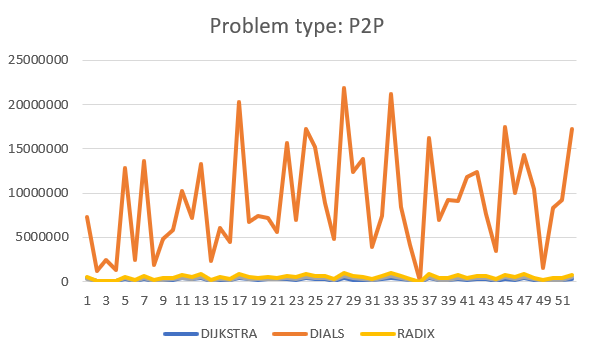 Problem type: P2P
25000000
20000000
15000000
10000000
5000000
0
1 3 5 7 9 11 13 15 17 19 21 23 25 27 29 31 33 35 37 39 41 43 45 47 49 51
DIJKSTRA DIALS RADIX